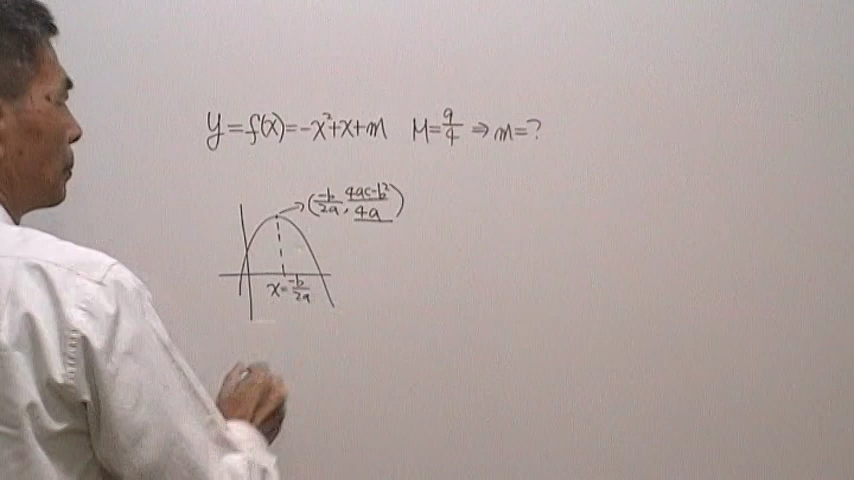 y=f(x)=-x²+x+m M=9/4 ⇒ m=?
(-b/2a, 4ac-b²/4a)
x=-b/2a